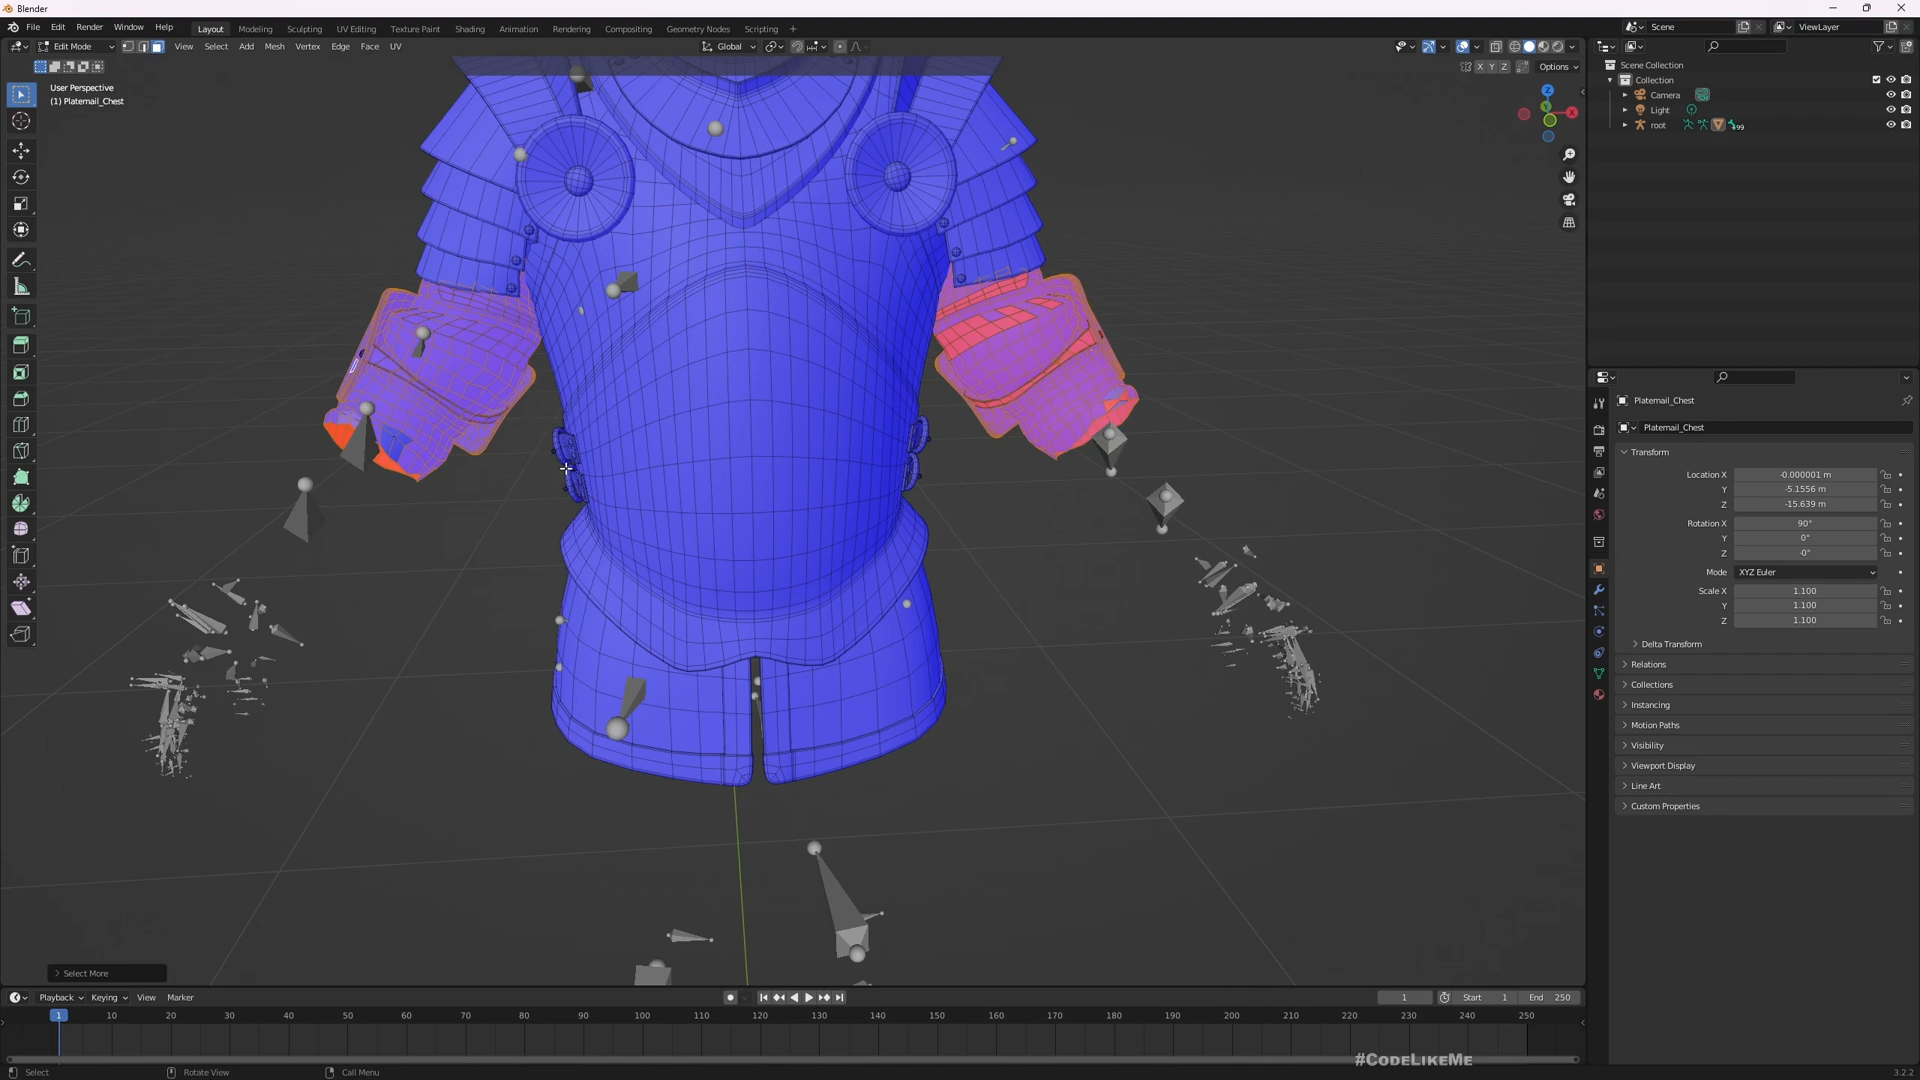 Blender
File Edit Render Window Help
Layout Modeling Sculpting UV Editing Texture Paint Shading Animation Rendering Compositing Geometry Nodes Scripting +
Scene
ViewLayer
Edit Mode View Select Add Mesh Vertex Edge Face UV
Global
X Y Z
Options
User Perspective
(1) Platemail_Chest
Z
X
Y
Scene Collection
Collection
Camera
Light
root
99
Platemail_Chest
Platemail_Chest
Transform
Location X -0.000001 m
Y -5.1556 m
Z -15.639 m
Rotation X 90°
Y 0°
Z -0°
Mode XYZ Euler
Scale X 1.100
Y 1.100
Z 1.100
Delta Transform
Relations
Collections
Instancing
Motion Paths
Visibility
Viewport Display
Line Art
Custom Properties
Select More
Playback Keying View Marker
1
Start 1
End 250
1 10 20 30 40 50 60 70 80 90 100 110 120 130 140 150 160 170 180 190 200 210 220 230 240 250
#CodeLikeMe
Select
Rotate View
Call Menu
3.2.2